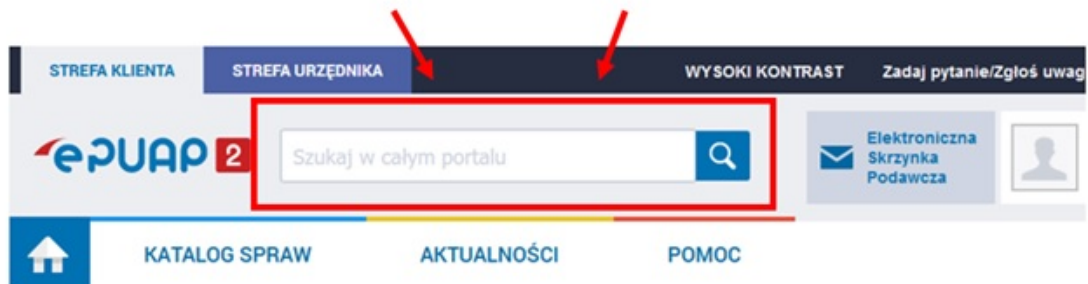 STREFA KLIENTA STREFA URZĘDNIKA WYSOKI KONTRAST Zadaj pytanie/Zgłoś uwag
ePUAP 2 Szukaj w całym portalu
Elektroniczna
Skrzynka
Podawcza
KATALOG SPRAW AKTUALNOŚCI POMOC